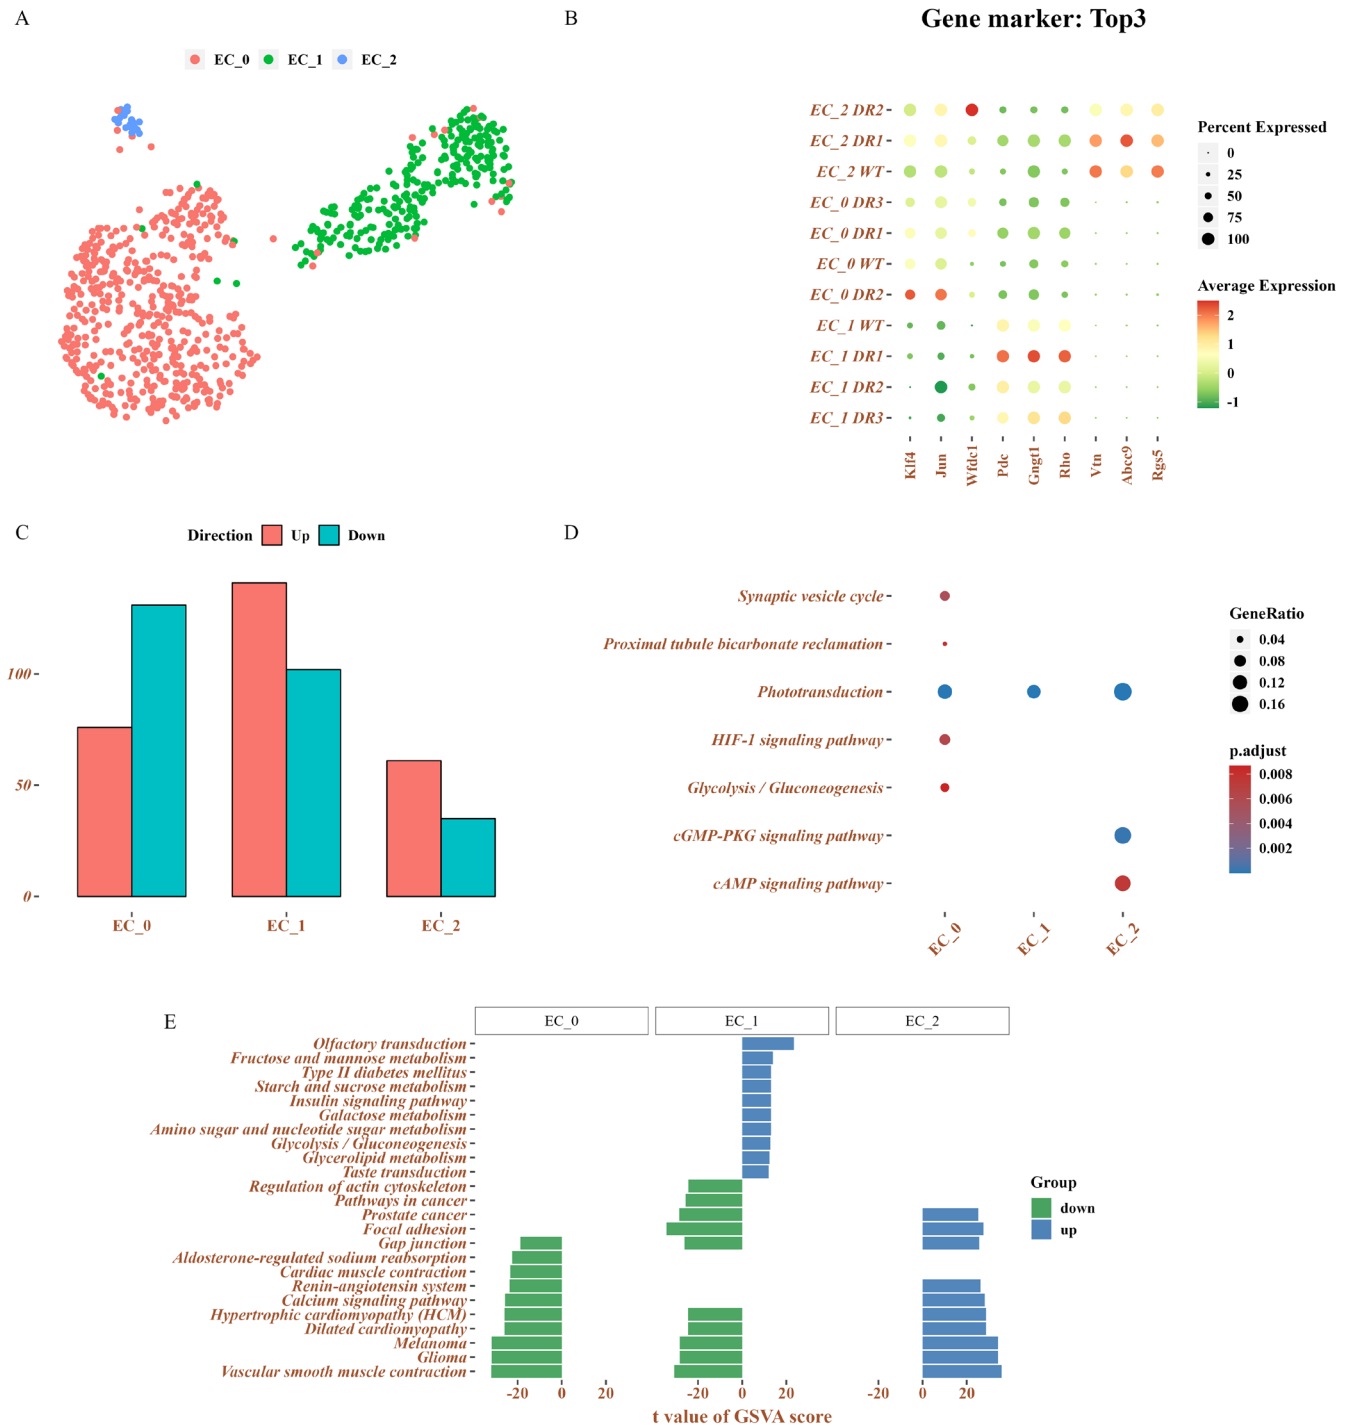 A
EC_0 EC_1 EC_2
B
Gene marker: Top3
EC_2 DR2
EC_2 DR1
EC_2 WT
EC_0 DR3
EC_0 DR1
EC_0 WT
EC_0 DR2
EC_1 WT
EC_1 DR1
EC_1 DR2
EC_1 DR3
Klf4
Jun
Wfdc1
Pdc
Gngt1
Rho
Vtn
Abcc9
Rgs5
Percent Expressed
0
25
50
75
100
Average Expression
2
1
0
-1
C
Direction Up Down
100
50
0
EC_0 EC_1 EC_2
D
Synaptic vesicle cycle
Proximal tubule bicarbonate reclamation
Phototransduction
HIF-1 signaling pathway
Glycolysis / Gluconeogenesis
cGMP-PKG signaling pathway
cAMP signaling pathway
EC_0
EC_1
EC_2
GeneRatio
0.04
0.08
0.12
0.16
p.adjust
0.008
0.006
0.004
0.002
E
EC_0 EC_1 EC_2
Olfactory transduction
Fructose and mannose metabolism
Type II diabetes mellitus
Starch and sucrose metabolism
Insulin signaling pathway
Galactose metabolism
Amino sugar and nucleotide sugar metabolism
Glycolysis / Gluconeogenesis
Glycerolipid metabolism
Taste transduction
Regulation of actin cytoskeleton
Pathways in cancer
Prostate cancer
Focal adhesion
Gap junction
Aldosterone-regulated sodium reabsorption
Cardiac muscle contraction
Renin-angiotensin system
Calcium signaling pathway
Hypertrophic cardiomyopathy (HCM)
Dilated cardiomyopathy
Melanoma
Glioma
Vascular smooth muscle contraction
-20 0 20 -20 0 20 -20 0 20
t value of GSVA score
Group
down
up